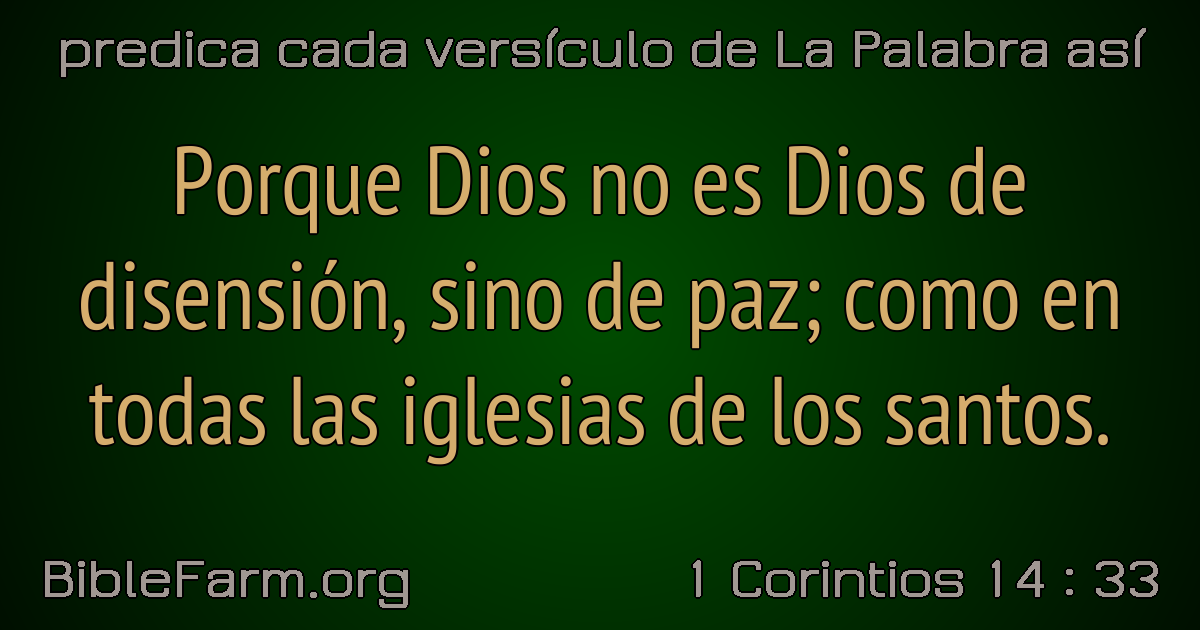 predica cada versículo de La Palabra así
Porque Dios no es Dios de
disensión, sino de paz; como en
todas las iglesias de los santos.
BibleFarm.org
1 Corintios 14 : 33